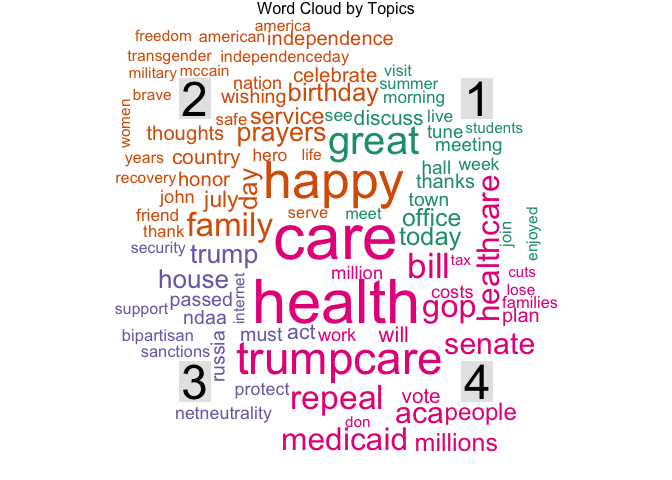 Word Cloud by Topics
america
freedom american independence
transgender independenceday
military mccain nation celebrate visit
brave 2 wishing birthday summer 1
morning
women safe service see discuss live
thoughts prayers great tune students
meeting
years country hero life hall week
recovery honor day happy thanks
john july town healthcare
friend family serve meet office
thank care today join enjoyed
security trump bill tax
house million cuts
support passed internet health costs lose
ndaa gop families
plan
bipartisan russia must act work will
sanctions trumpcare senate
3 protect repeal vote 4
netneutrality don aca people
medicaid millions